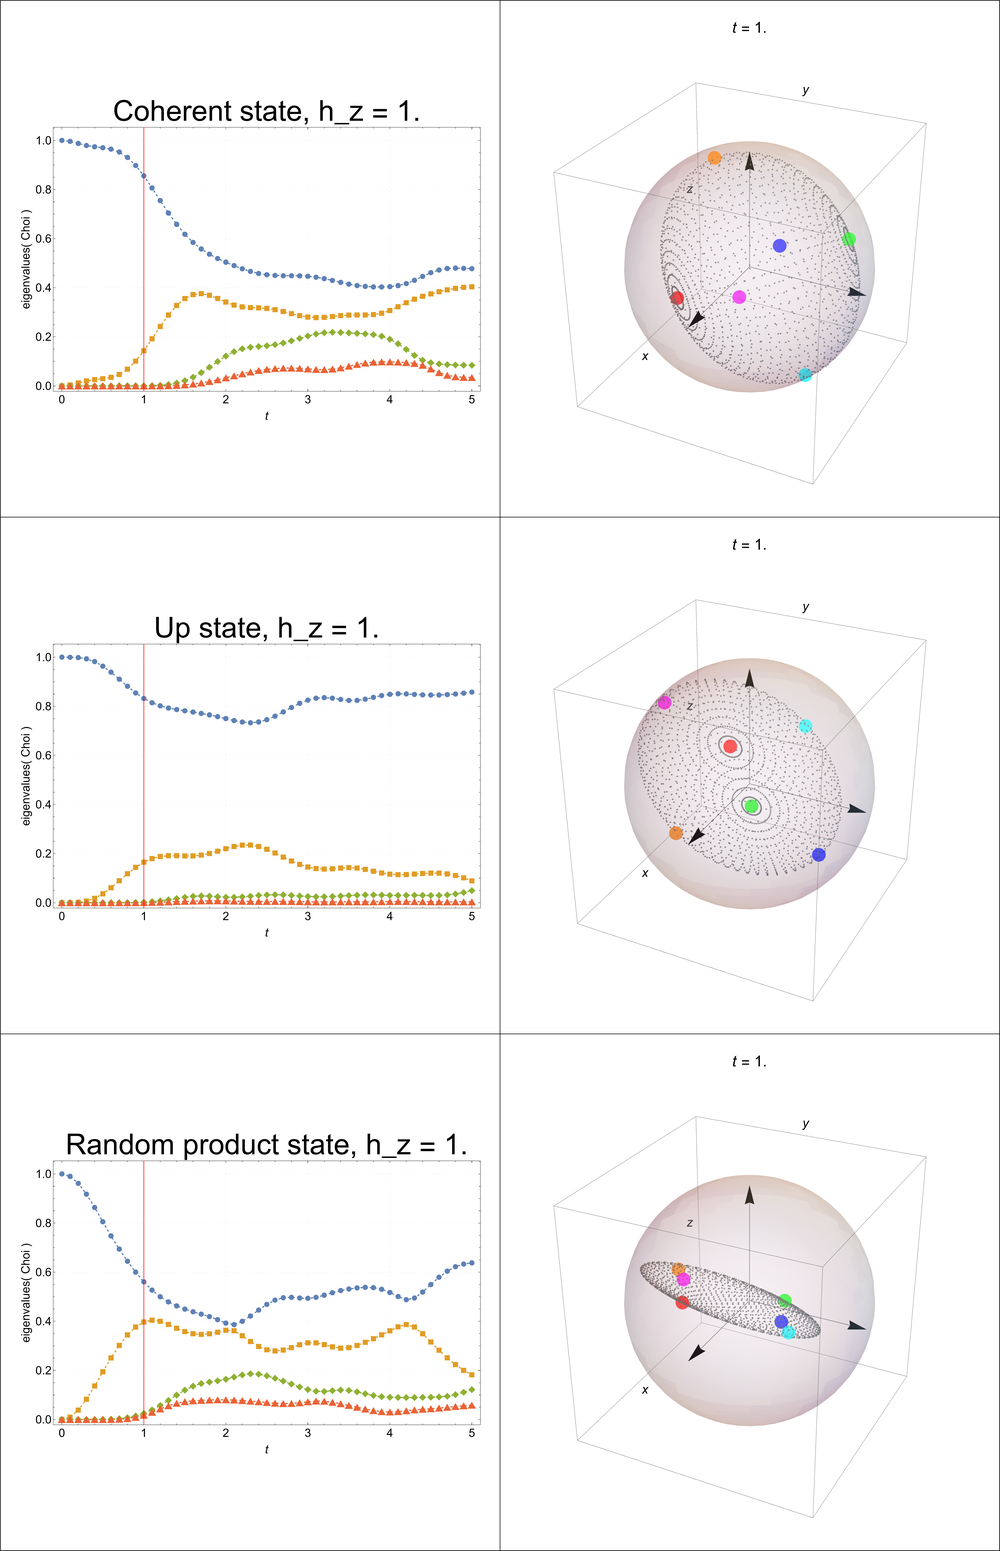 Coherent state, h_z = 1.
eigenvalues( Choi )
1.0
0.8
0.6
0.4
0.2
0.0
0 1 2 3 4 5
t
t = 1.
y
z
x
Up state, h_z = 1.
eigenvalues( Choi )
1.0
0.8
0.6
0.4
0.2
0.0
0 1 2 3 4 5
t
t = 1.
y
z
x
Random product state, h_z = 1.
eigenvalues( Choi )
1.0
0.8
0.6
0.4
0.2
0.0
0 1 2 3 4 5
t
t = 1.
y
z
x